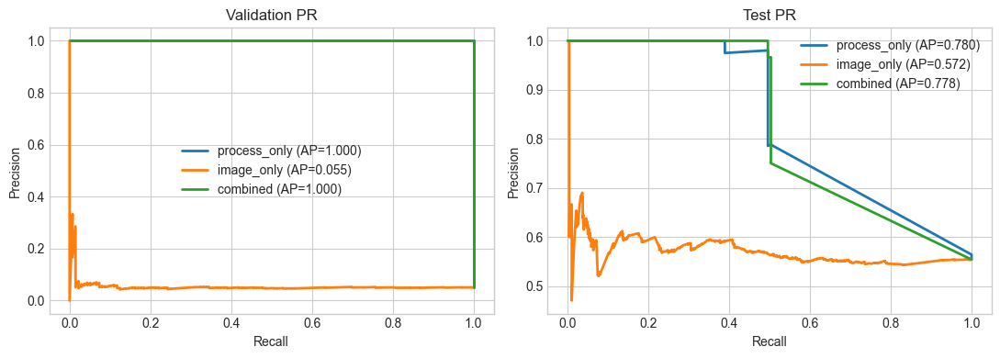 Validation PR
Precision
1.0
0.8
0.6
0.4
0.2
0.0
process_only (AP=1.000)
image_only (AP=0.055)
combined (AP=1.000)
0.0 0.2 0.4 0.6 0.8 1.0
Recall
Test PR
Precision
1.0
0.9
0.8
0.7
0.6
0.5
process_only (AP=0.780)
image_only (AP=0.572)
combined (AP=0.778)
0.0 0.2 0.4 0.6 0.8 1.0
Recall